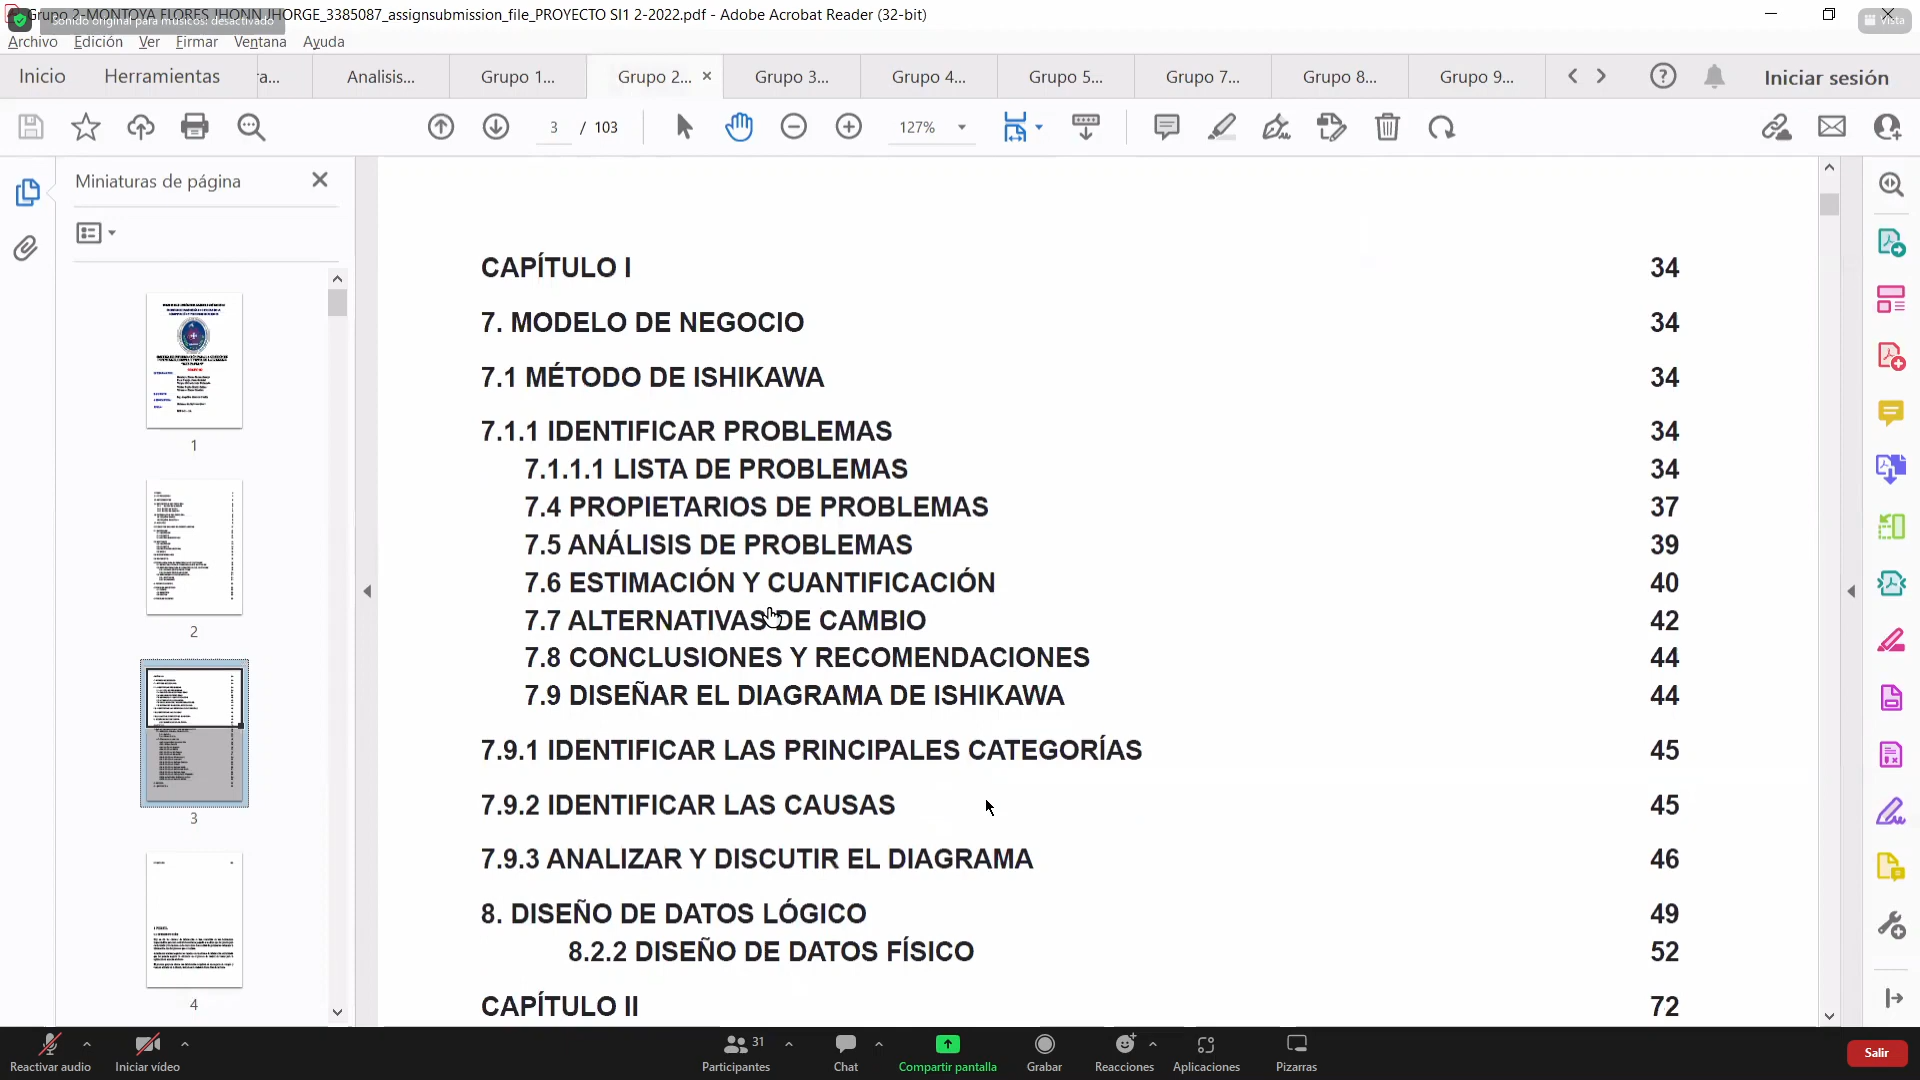 Grupo 2-MONTOYA FLORES JHONN JHORGE_3385087_assignsubmission_file_PROYECTO SI1 2-2022.pdf - Adobe Acrobat Reader (32-bit)
Sonido original para músicos: desactivado
Vista
Archivo Edición Ver Firmar Ventana Ayuda
Inicio Herramientas ra... Analisis... Grupo 1... Grupo 2... Grupo 3... Grupo 4... Grupo 5... Grupo 7... Grupo 8... Grupo 9... Iniciar sesión
3 / 103 127%
Miniaturas de página
1
2
3
4
CAPÍTULO I 34
7. MODELO DE NEGOCIO 34
7.1 MÉTODO DE ISHIKAWA 34
7.1.1 IDENTIFICAR PROBLEMAS 34
7.1.1.1 LISTA DE PROBLEMAS 34
7.4 PROPIETARIOS DE PROBLEMAS 37
7.5 ANÁLISIS DE PROBLEMAS 39
7.6 ESTIMACIÓN Y CUANTIFICACIÓN 40
7.7 ALTERNATIVAS DE CAMBIO 42
7.8 CONCLUSIONES Y RECOMENDACIONES 44
7.9 DISEÑAR EL DIAGRAMA DE ISHIKAWA 44
7.9.1 IDENTIFICAR LAS PRINCIPALES CATEGORÍAS 45
7.9.2 IDENTIFICAR LAS CAUSAS 45
7.9.3 ANALIZAR Y DISCUTIR EL DIAGRAMA 46
8. DISEÑO DE DATOS LÓGICO 49
8.2.2 DISEÑO DE DATOS FÍSICO 52
CAPÍTULO II 72
Reactivar audio Iniciar vídeo Participantes 31 Chat Compartir pantalla Grabar Reacciones Aplicaciones Pizarras Salir